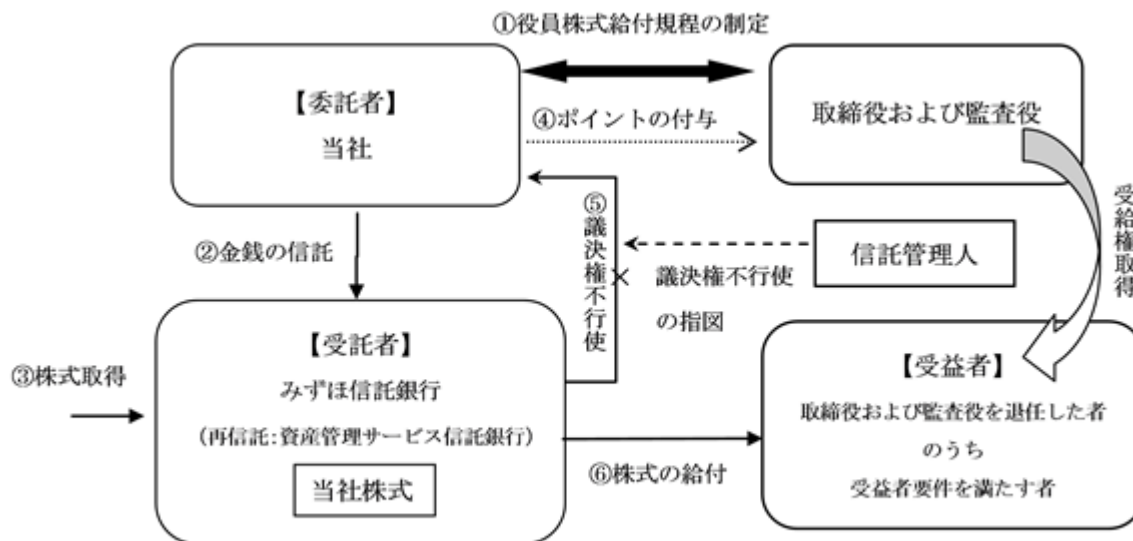 ①役員株式給付規程の制定
【委託者】
当社
④ポイントの付与
取締役および監査役
②金銭の信託
⑤議決権不行使
信託管理人
議決権不行使
の指図
受給権取得
③株式取得
【受託者】
みずほ信託銀行
(再信託:資産管理サービス信託銀行)
当社株式
⑥株式の給付
【受益者】
取締役および監査役を退任した者
のうち
受益者要件を満たす者